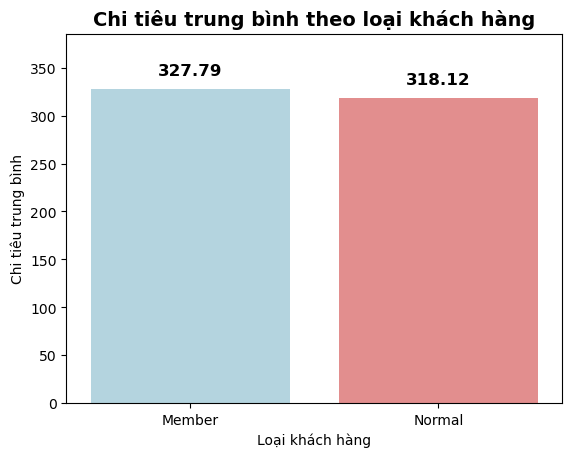 Chi tiêu trung bình theo loại khách hàng
327.79
318.12
350
300
250
200
150
100
50
0
Chi tiêu trung bình
Member
Normal
Loại khách hàng